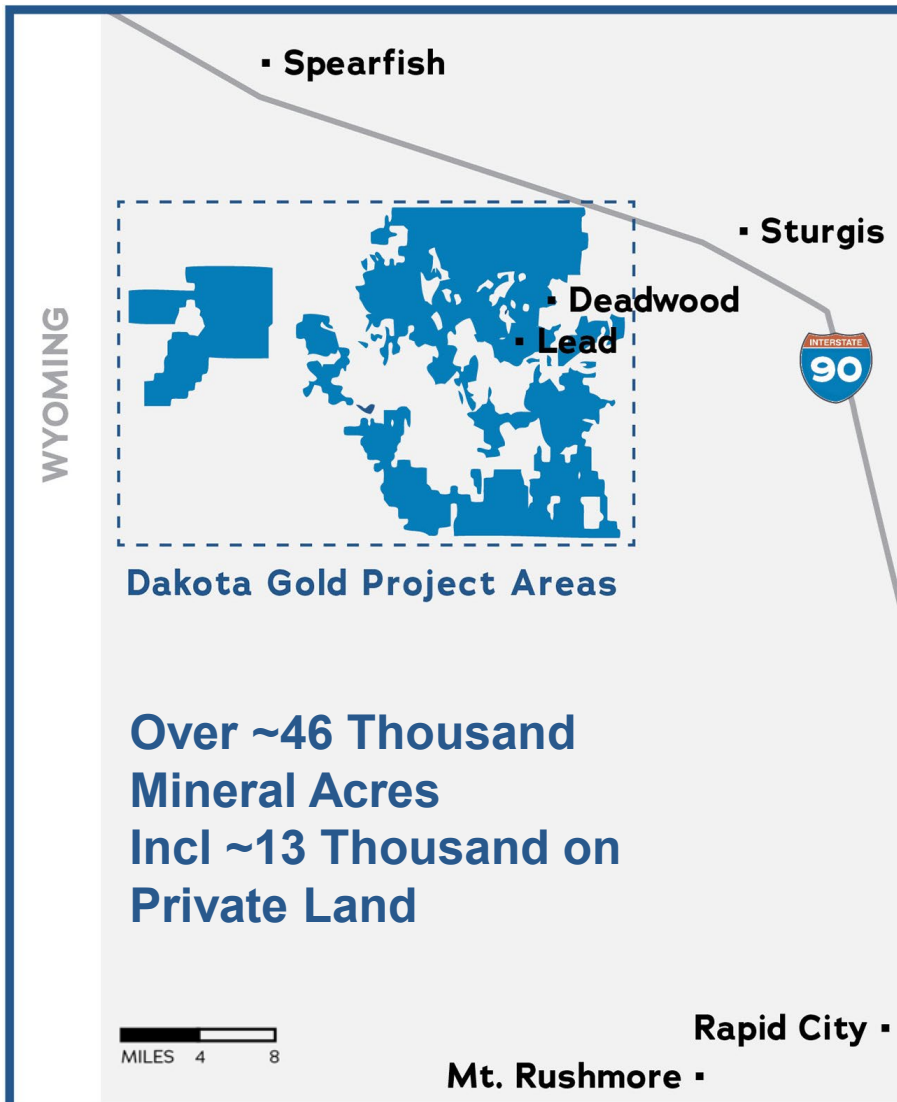 Spearfish
Sturgis
Deadwood
Lead
WYOMING
INTERSTATE
90
Dakota Gold Project Areas
Over ~46 Thousand
Mineral Acres
Incl ~13 Thousand on
Private Land
MILES 4 8
Rapid City
Mt. Rushmore